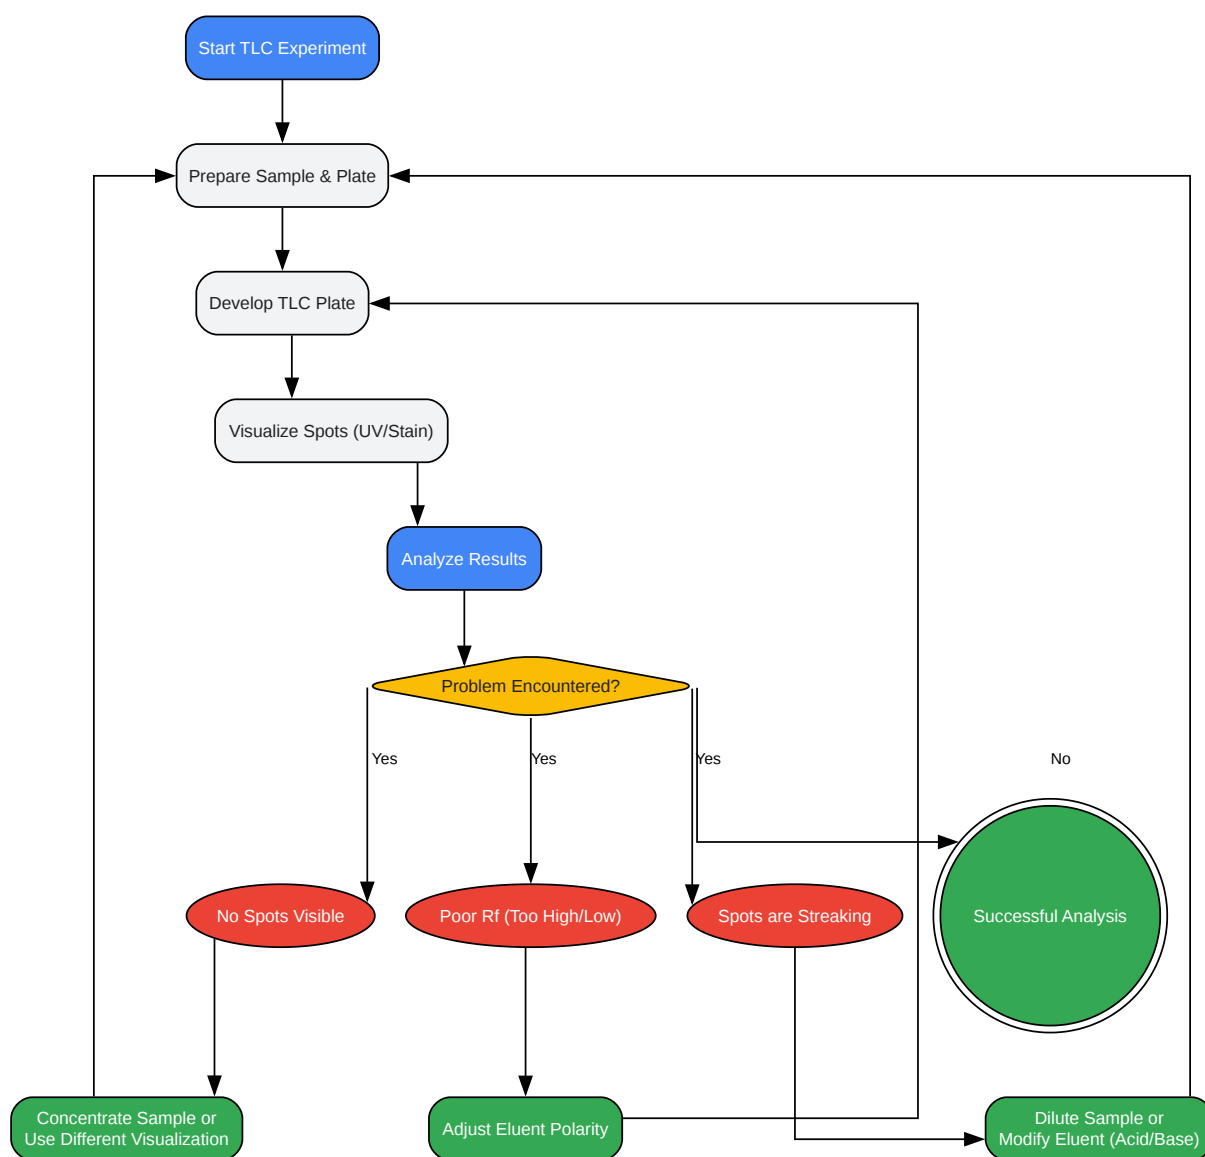 Start TLC Experiment
Prepare Sample & Plate
Develop TLC Plate
Visualize Spots (UV/Stain)
Analyze Results
Problem Encountered?
Yes
Yes
Yes
No
No Spots Visible
Poor Rf (Too High/Low)
Spots are Streaking
Successful Analysis
Concentrate Sample or
Use Different Visualization
Adjust Eluent Polarity
Dilute Sample or
Modify Eluent (Acid/Base)